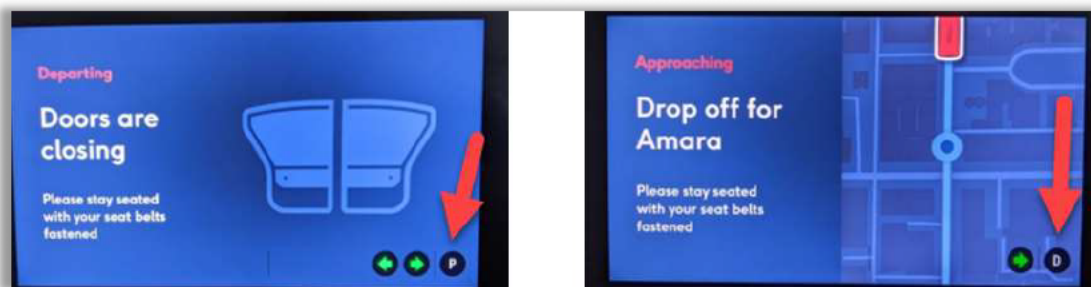 Departing
Doors are
closing
Please stay seated
with your seat belts
fastened
P
Approaching
Drop off for
Amara
Please stay seated
with your seat belts
fastened
D